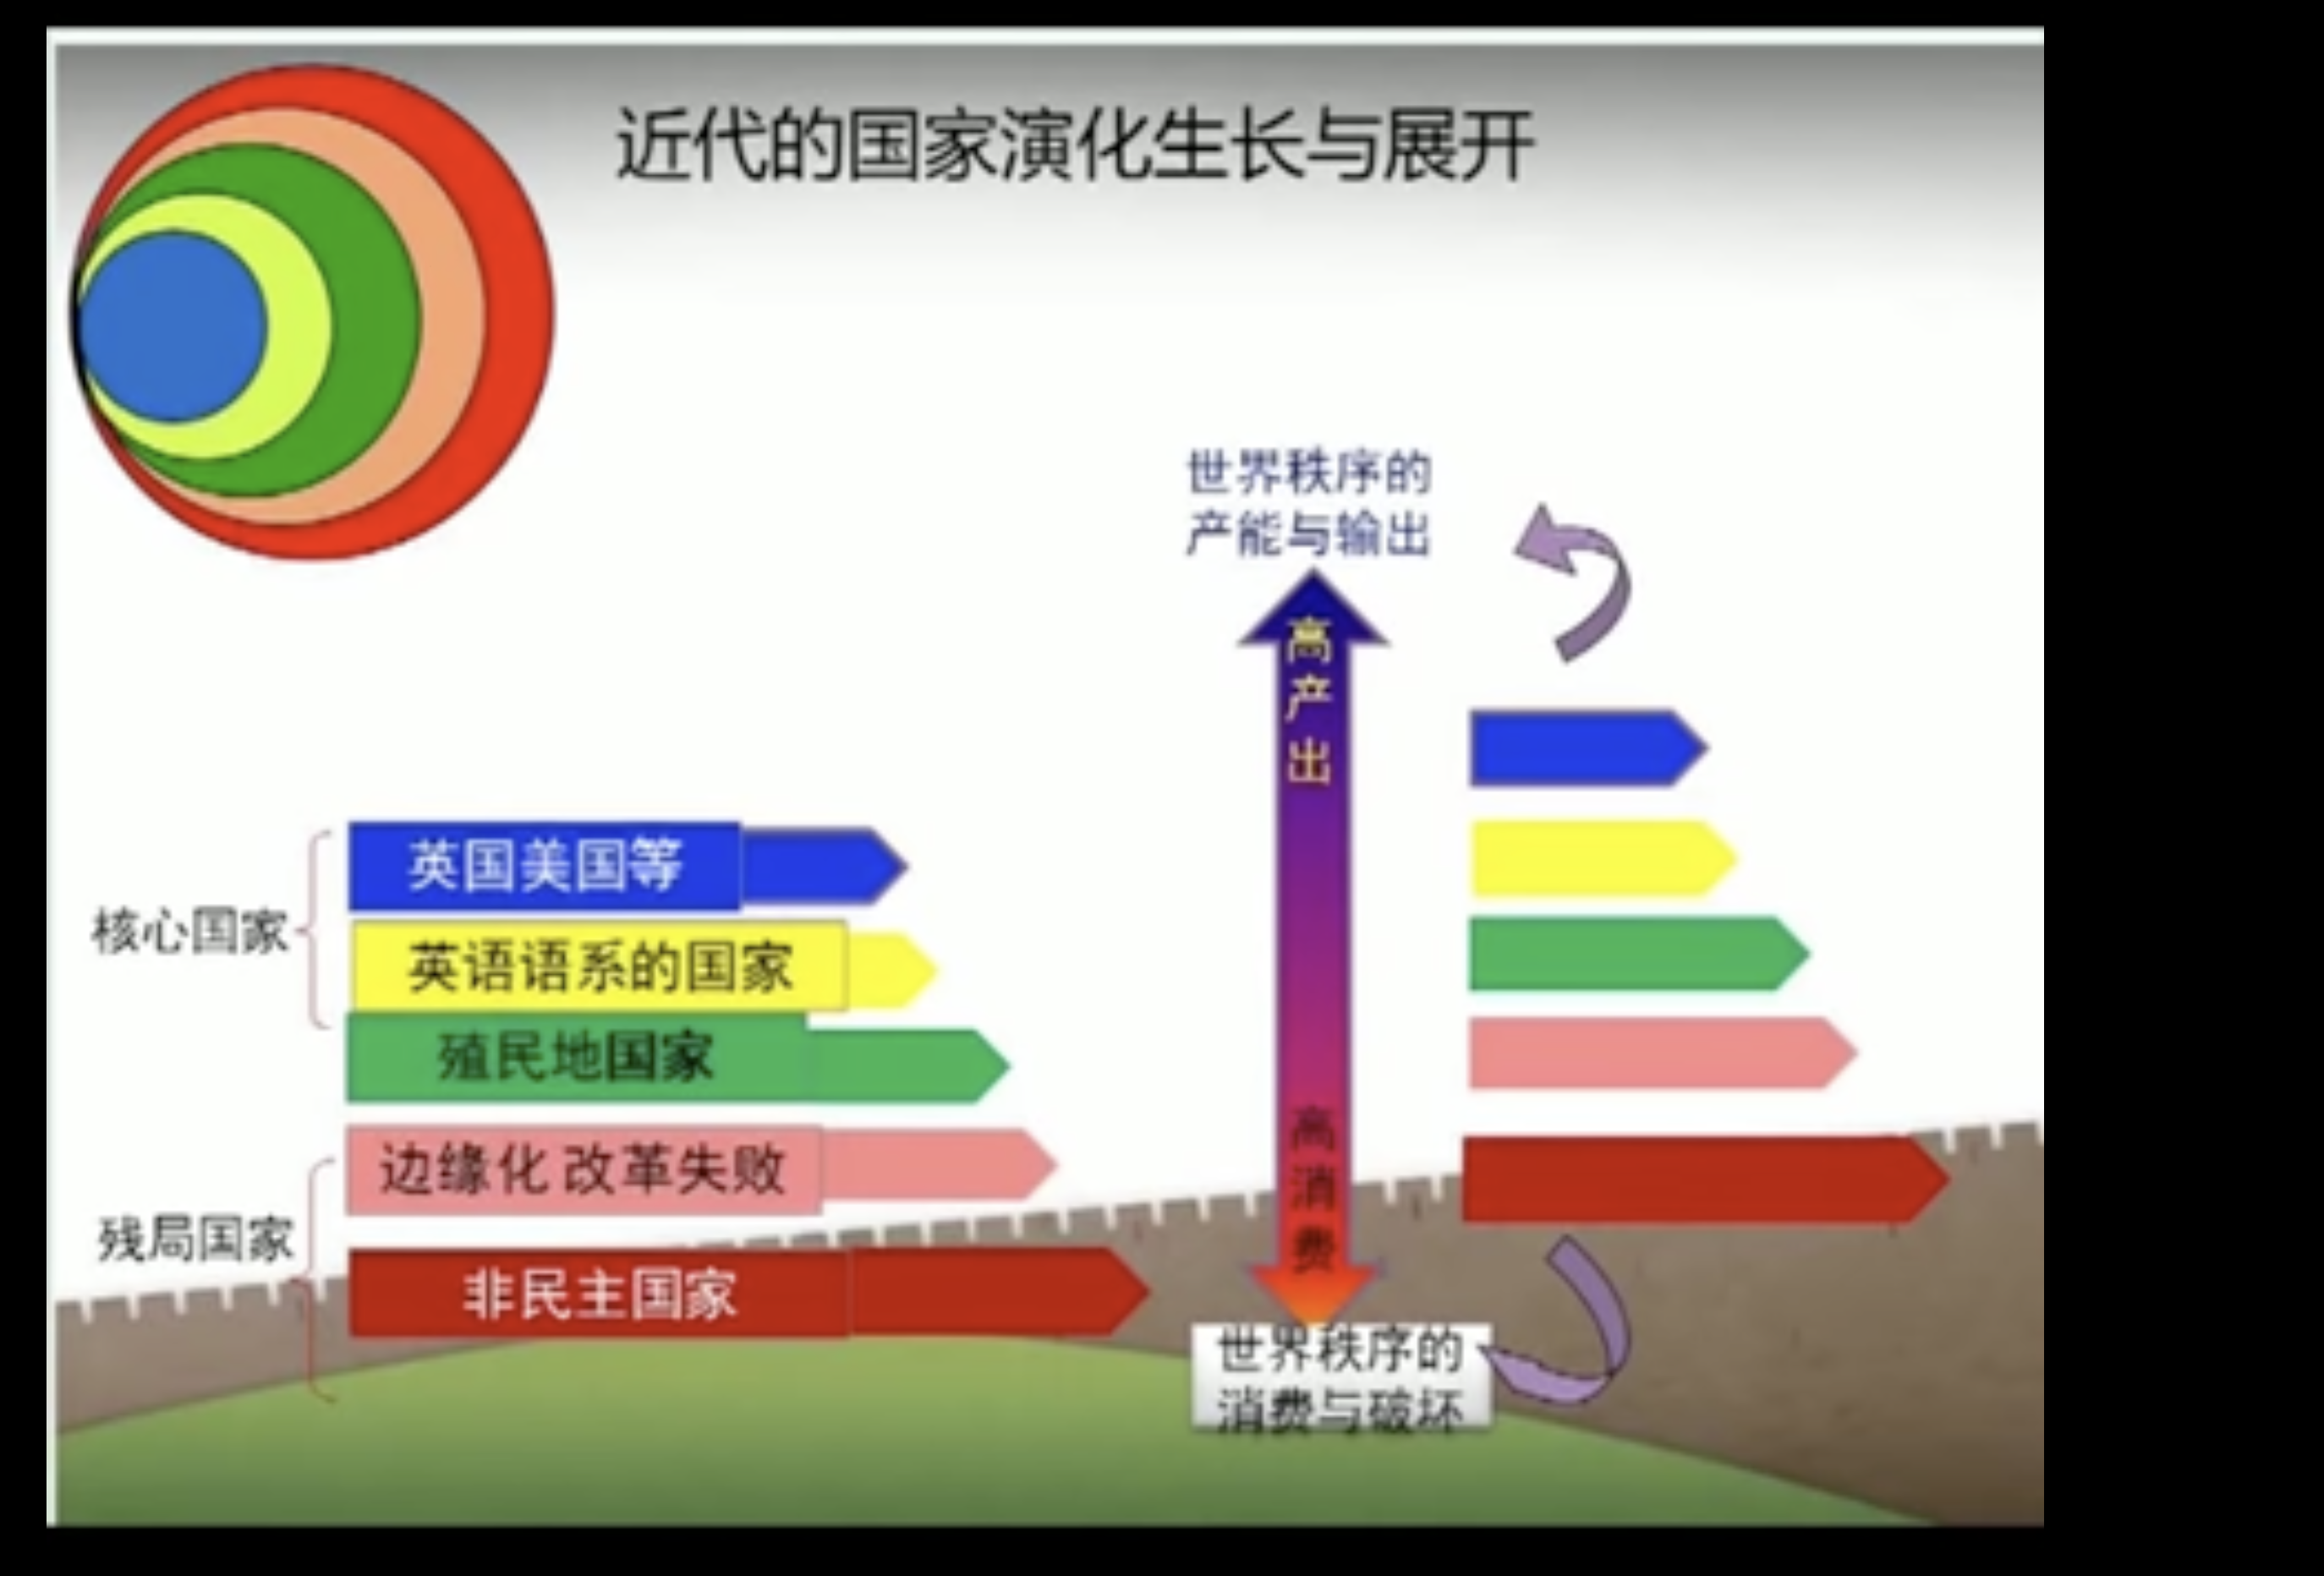 近代的国家演化生长与展开
世界秩序的
产能与输出
高
产
出
英国美国等
核心国家
英语语系的国家
殖民地国家
边缘化 改革失败
残局国家
非民主国家
高
消
费
世界秩序的
消费与破坏